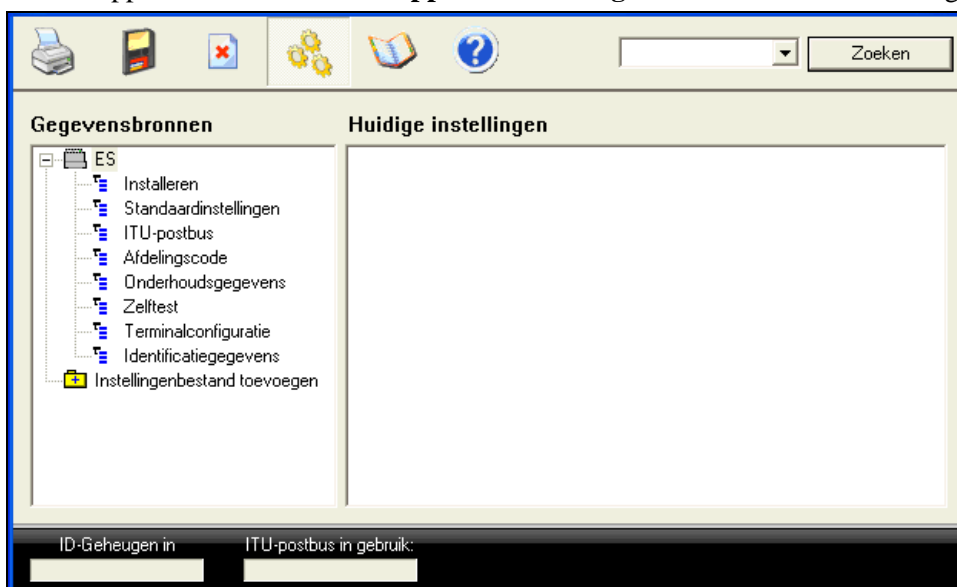 Zoeken
Gegevensbronnen
Huidige instellingen
ES
Installeren
Standaardinstellingen
ITU-postbus
Afdelingscode
Onderhoudsgegevens
Zelftest
Terminalconfiguratie
Identificatiegegevens
Instellingenbestand toevoegen
ID-Geheugen in
ITU-postbus in gebruik: